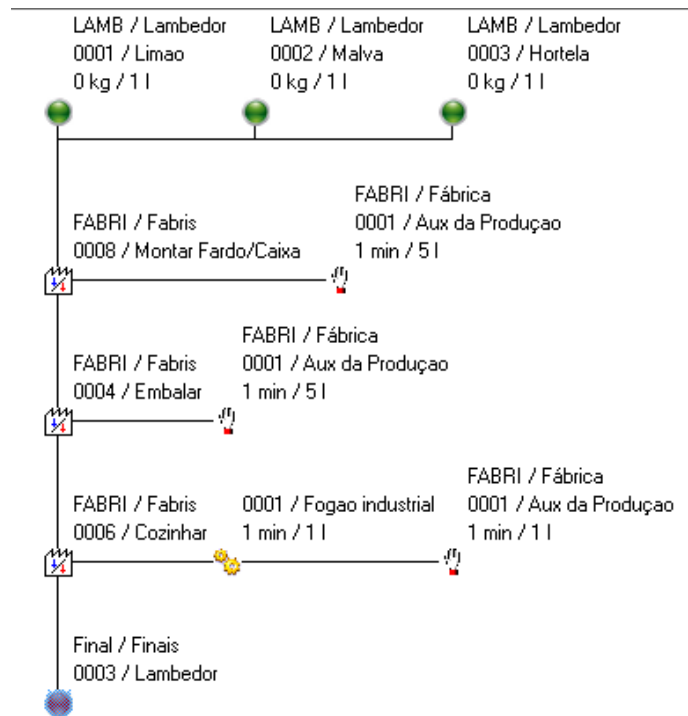 LAMB / Lambedor
0001 / Limao
0 kg / 1 l
LAMB / Lambedor
0002 / Malva
0 kg / 1 l
LAMB / Lambedor
0003 / Hortela
0 kg / 1 l
FABRI / Fabris
0008 / Montar Fardo/Caixa
FABRI / Fábrica
0001 / Aux da Produçao
1 min / 5 l
FABRI / Fabris
0004 / Embalar
FABRI / Fábrica
0001 / Aux da Produçao
1 min / 5 l
FABRI / Fabris
0006 / Cozinhar
0001 / Fogao industrial
1 min / 1 l
FABRI / Fábrica
0001 / Aux da Produçao
1 min / 1 l
Final / Finais
0003 / Lambedor